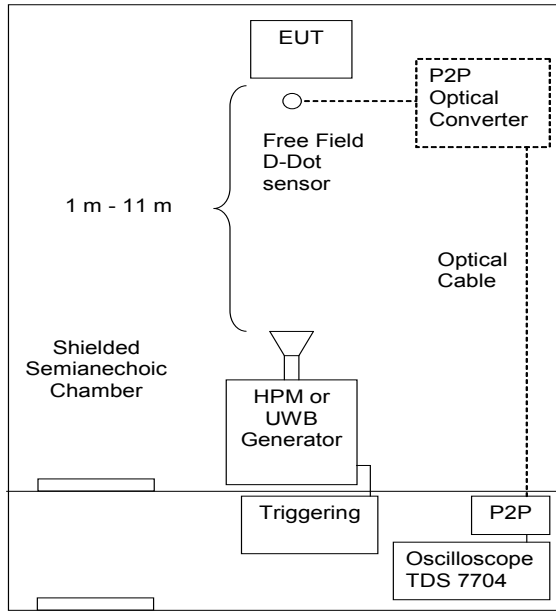 EUT
P2P
Optical
Converter
Free Field
D-Dot
sensor
1 m - 11 m
Optical
Cable
Shielded
Semianechoic
Chamber
HPM or
UWB
Generator
Triggering
P2P
Oscilloscope
TDS 7704